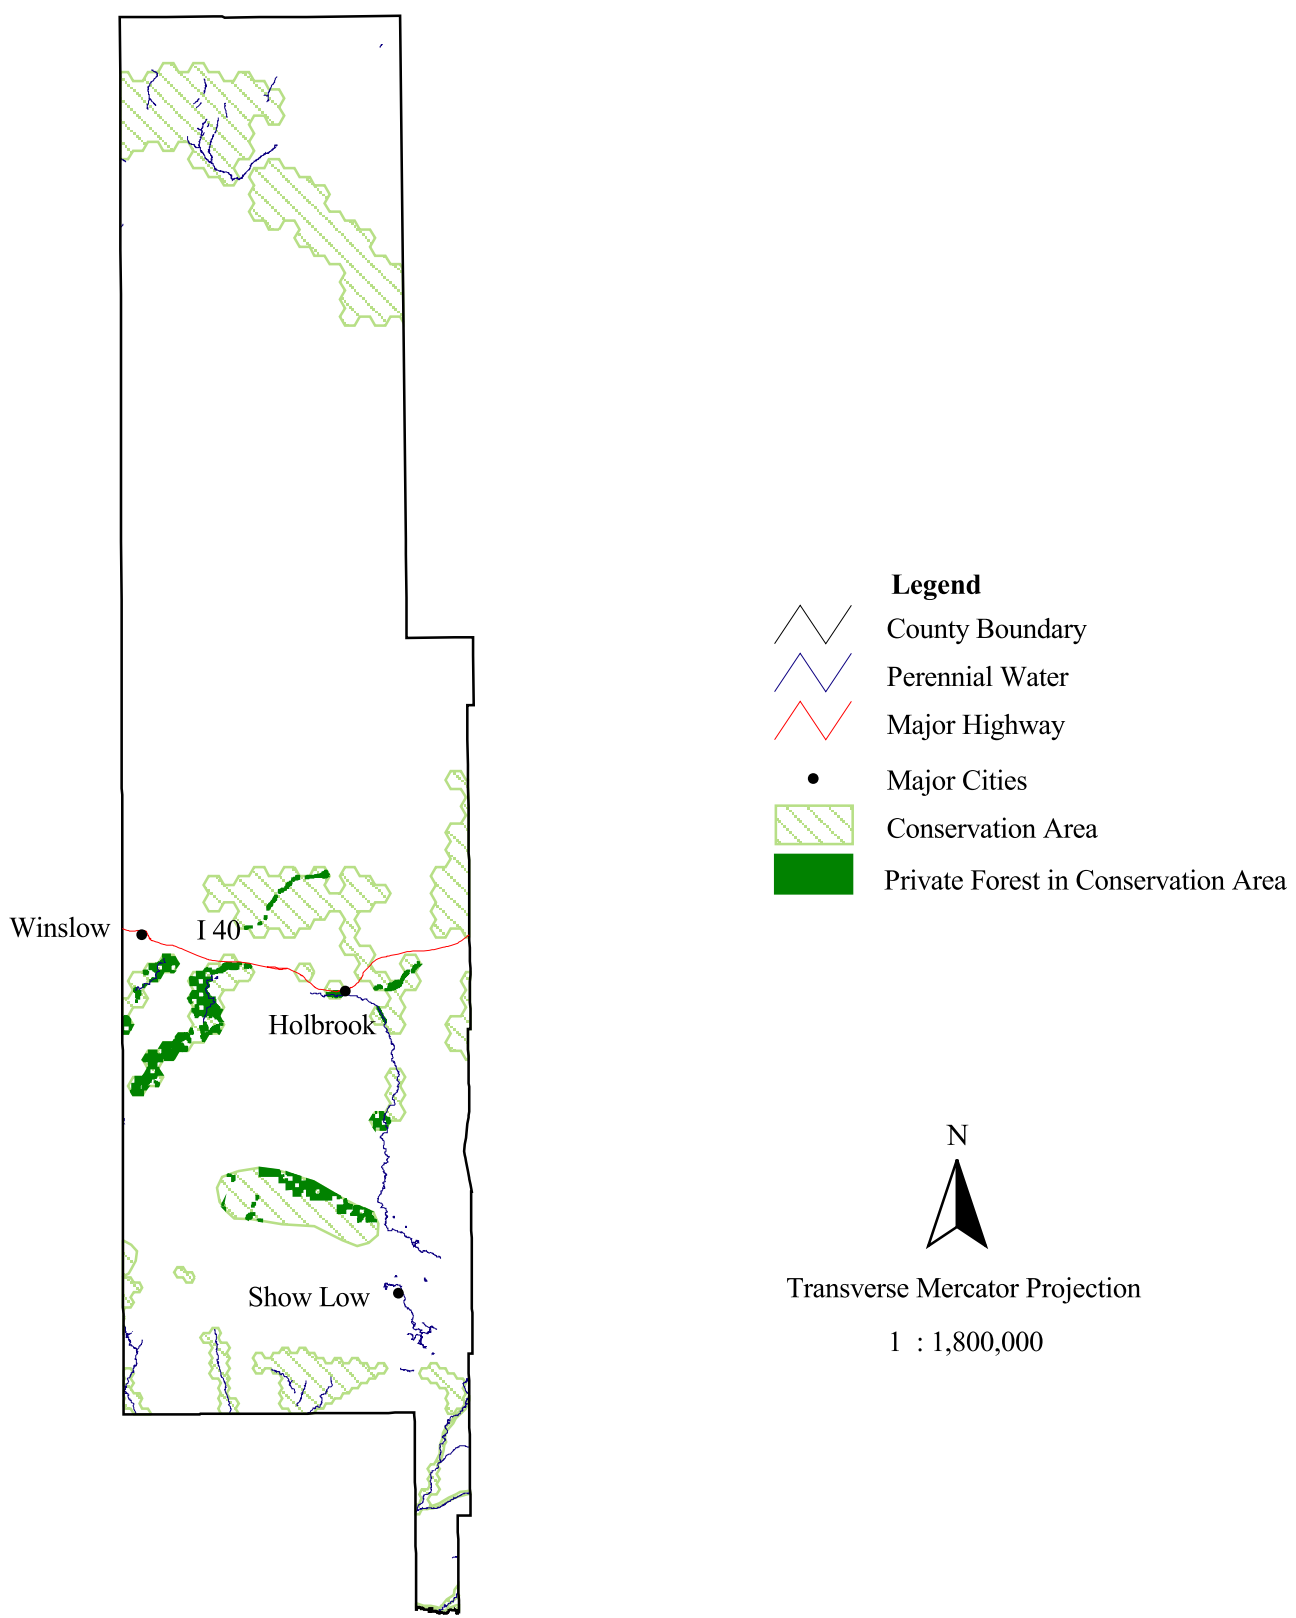 Legend
County Boundary
Perennial Water
Major Highway
Major Cities
Conservation Area
Private Forest in Conservation Area
Winslow
I 40
Holbrook
Show Low
N
Transverse Mercator Projection
1 : 1,800,000